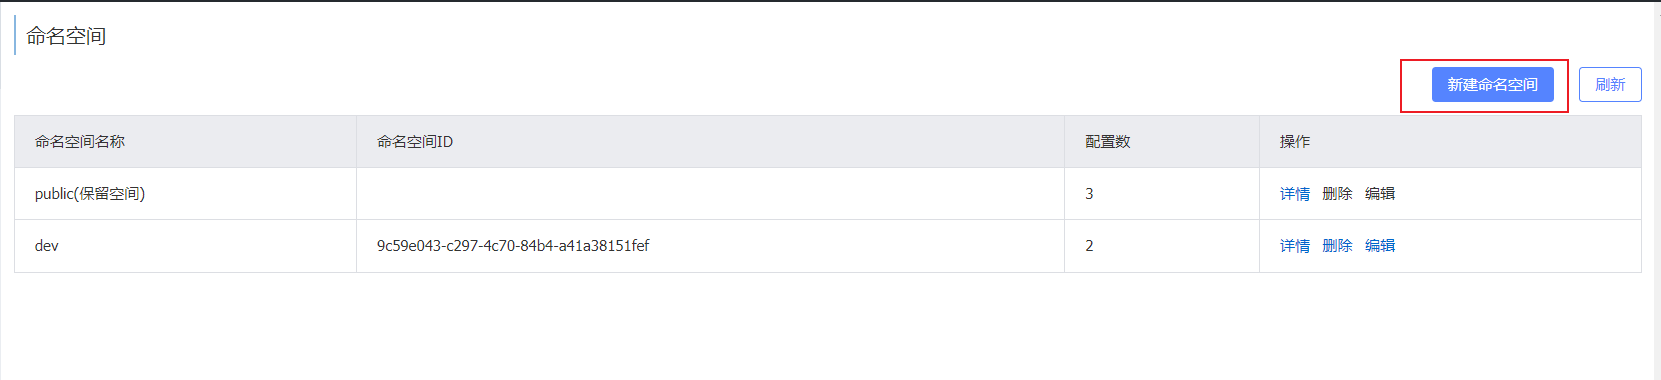 命名空间
新建命名空间 刷新
命名空间名称 命名空间ID 配置数 操作
public(保留空间) 3 详情 删除 编辑
dev 9c59e043-c297-4c70-84b4-a41a38151fef 2 详情 删除 编辑